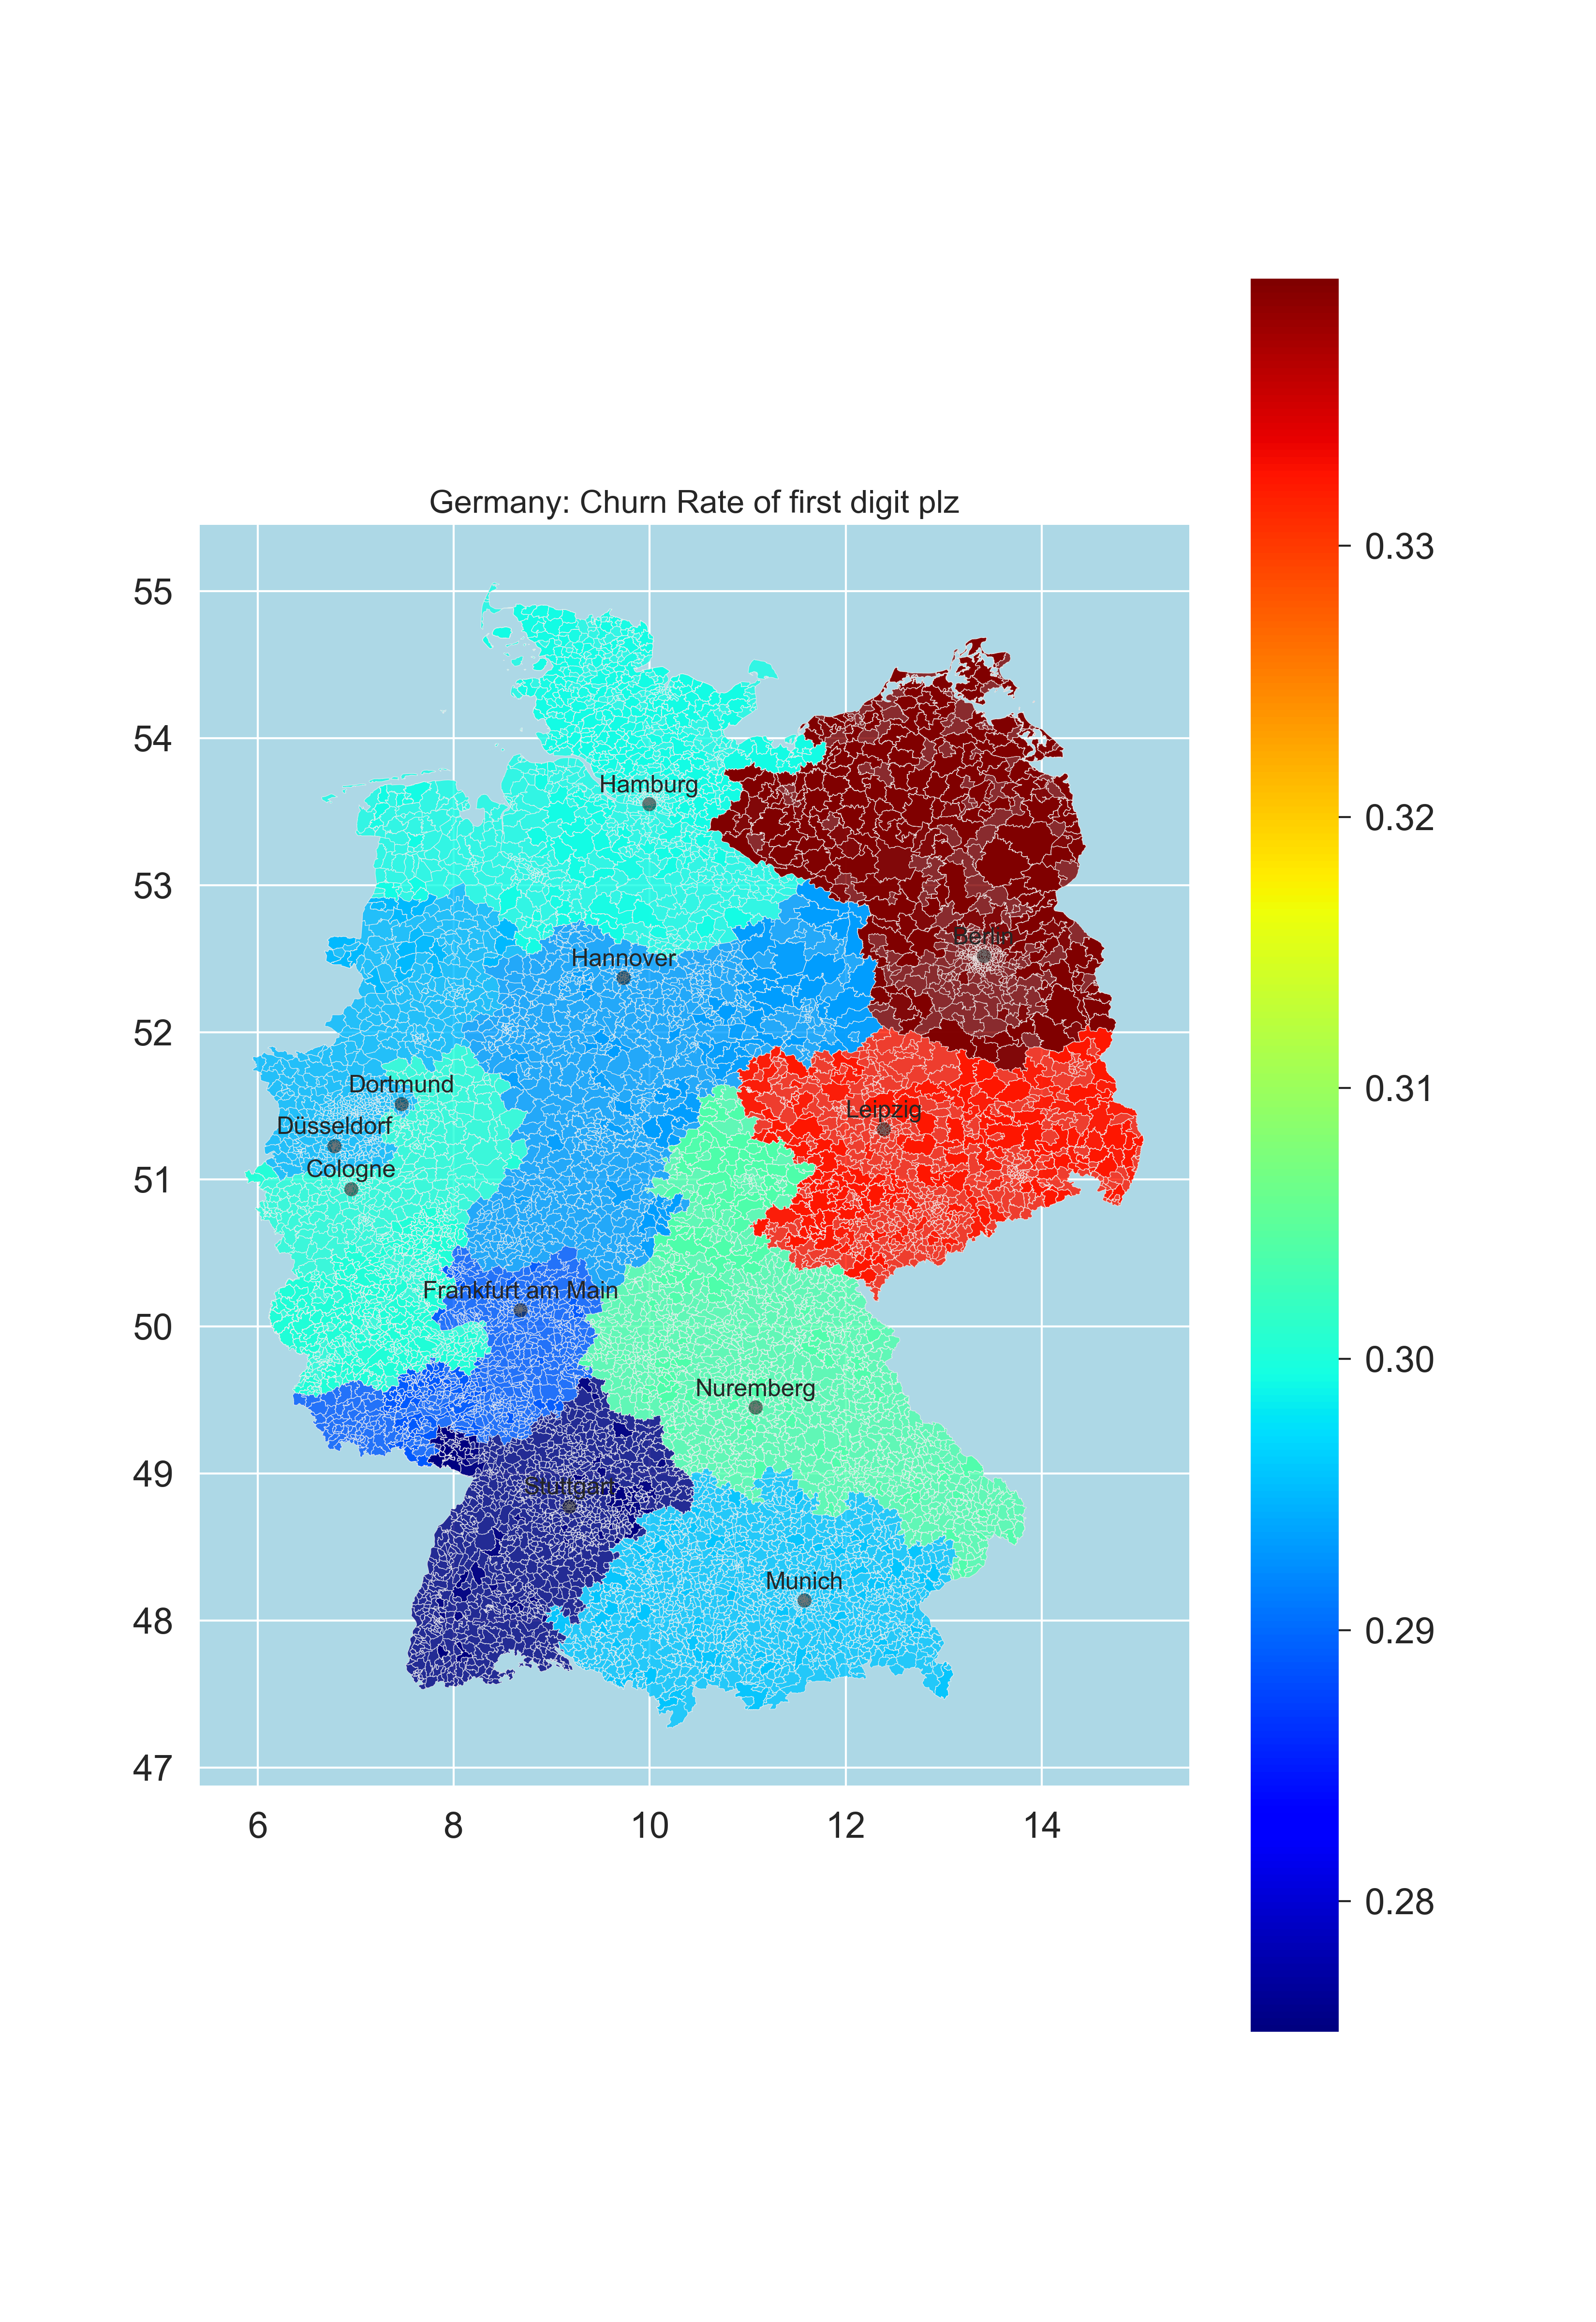 Germany: Churn Rate of first digit plz
55
54
53
52
51
50
49
48
47
6 8 10 12 14
Hamburg
Berlin
Hannover
Dortmund
Leipzig
Düsseldorf
Cologne
Frankfurt am Main
Nuremberg
Stuttgart
Munich
0.33
0.32
0.31
0.30
0.29
0.28